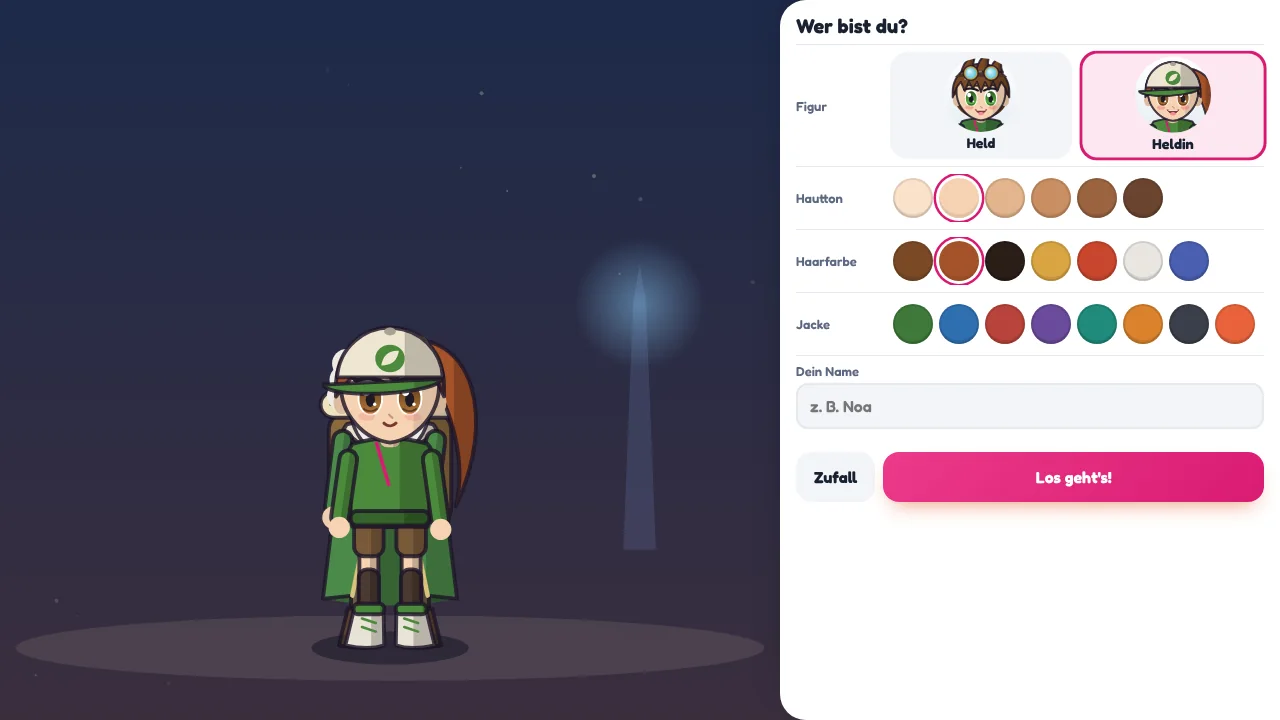 Wer bist du?
Figur
Held
Heldin
Hautton
Haarfarbe
Jacke
Dein Name
z. B. Noa
Zufall
Los geht's!